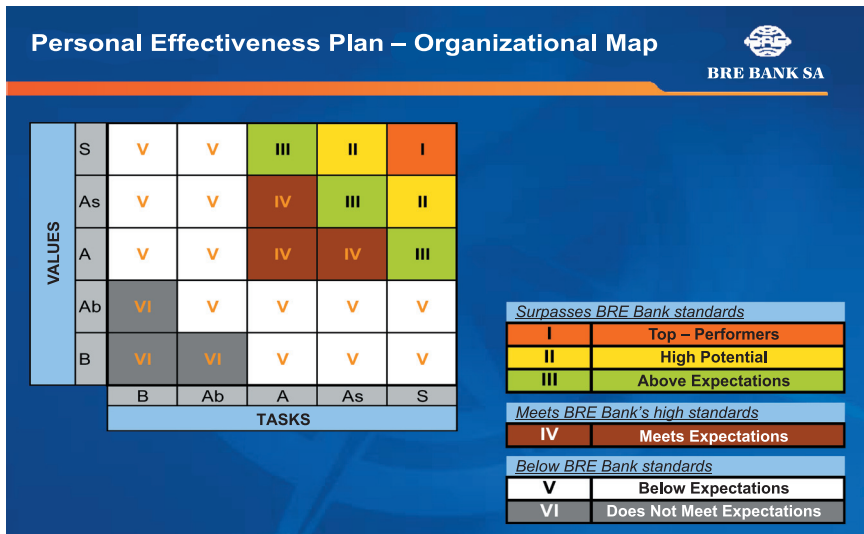 Personal Effectiveness Plan – Organizational Map
BRE BANK SA
VALUES
S V V III II I
As V V IV III II
A V V IV IV III
Ab VI V V V V
B VI VI V V V
B Ab A As S
TASKS
Surpasses BRE Bank standards
I Top – Performers
II High Potential
III Above Expectations
Meets BRE Bank's high standards
IV Meets Expectations
Below BRE Bank standards
V Below Expectations
VI Does Not Meet Expectations